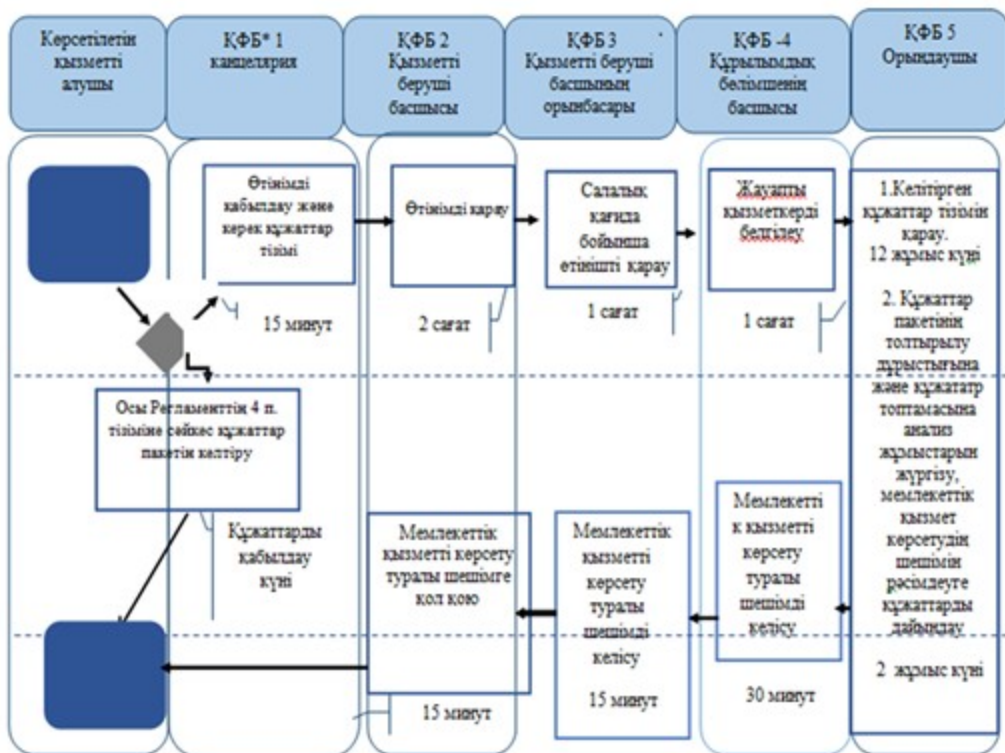 Көрсетілетін
қызметті
алушы
ҚФБ* 1
канцелярия
ҚФБ 2
Қызметті
беруші
басшысы
ҚФБ 3
Қызметті беруші
басшының
орынбасары
ҚФБ -4
Құрылымдық
бөлімшенің
басшысы
ҚФБ 5
Орындаушы
Өтінімді
қабылдау және
керек құжаттар
тізімі
15 минут
Өтінімді қарау
2 сағат
Салалық
қағида
бойынша
өтінішті қарау
1 сағат
Жауапты
қызметкерді
белгілеу
1 сағат
1.Келітірген
құжаттар тізімін
қарау.
12 жұмыс күні
2. Құжаттар
пакетінің
толтырылу
дұрыстығына
және құжататр
топтамасына
анализ
жұмыстарын
жүргізу,
мемлекеттік
қызмет
көрсетудін
шешімін
рәсімдеуге
құжаттарды
дайындау
2 жұмыс күні
Осы Регламенттің 4 п.
тізіміне сәйкес құжаттар
пакетін келтіру
Құжаттарды
қабылдау
күні
Мемлекеттік
қызметті көрсету
туралы шешімге
қол қою
15 минут
Мемлекеттік
қызметті
көрсету
туралы
шешімді
келісу
15 минут
Мемлекетті
к қызметті
көрсету
туралы
шешімді
келісу
30 минут